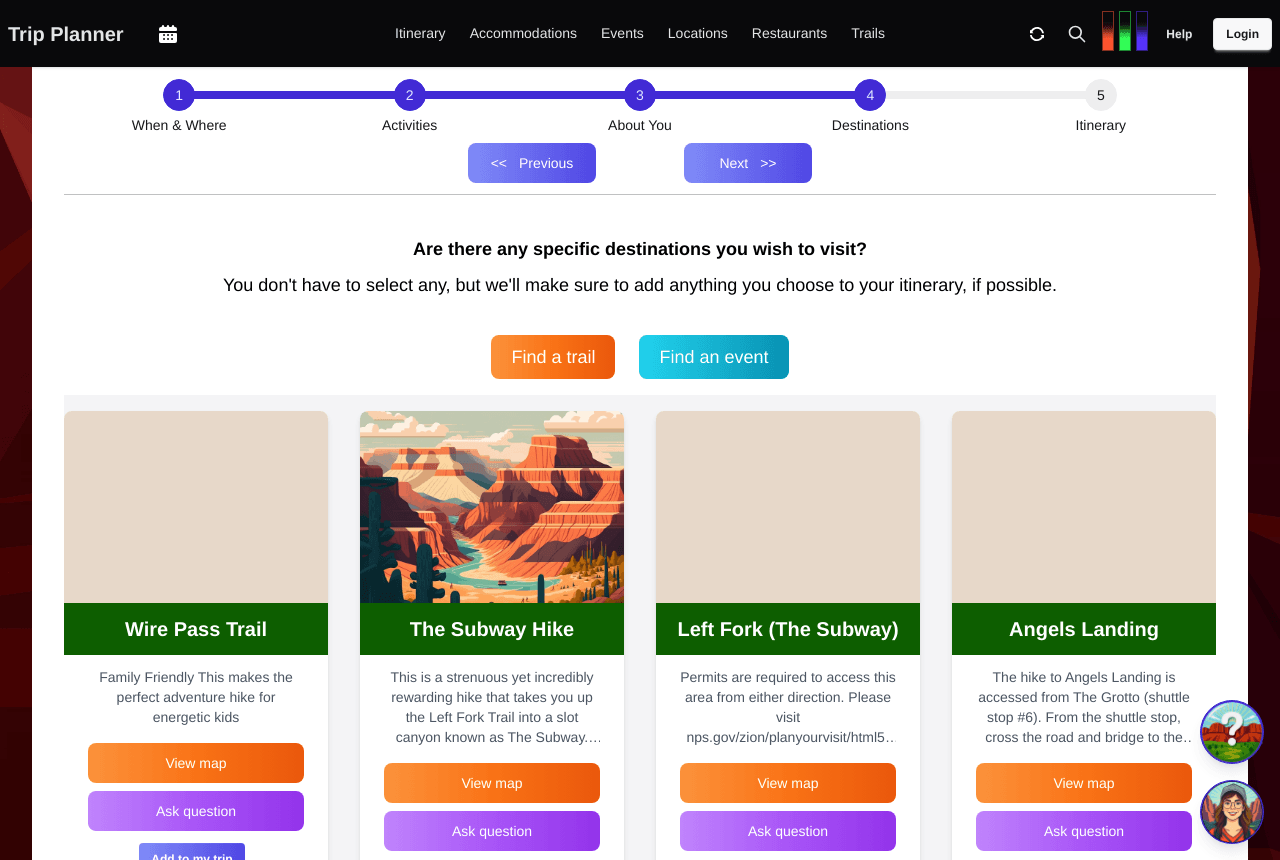 Trip Planner
Itinerary
Accommodations
Events
Locations
Restaurants
Trails
Help
Login
1
2
3
4
5
When & Where
Activities
About You
Destinations
Itinerary
<< Previous
Next >>
Are there any specific destinations you wish to visit?
You don't have to select any, but we'll make sure to add anything you choose to your itinerary, if possible.
Find a trail
Find an event
Wire Pass Trail
Family Friendly This makes the
perfect adventure hike for
energetic kids
View map
Ask question
Add to my trip
The Subway Hike
This is a strenuous yet incredibly
rewarding hike that takes you up
the Left Fork Trail into a slot
canyon known as The Subway.…
View map
Ask question
Left Fork (The Subway)
Permits are required to access this
area from either direction. Please
visit
nps.gov/zion/planyourvisit/html5…
View map
Ask question
Angels Landing
The hike to Angels Landing is
accessed from The Grotto (shuttle
stop #6). From the shuttle stop,
cross the road and bridge to the…
View map
Ask question
?